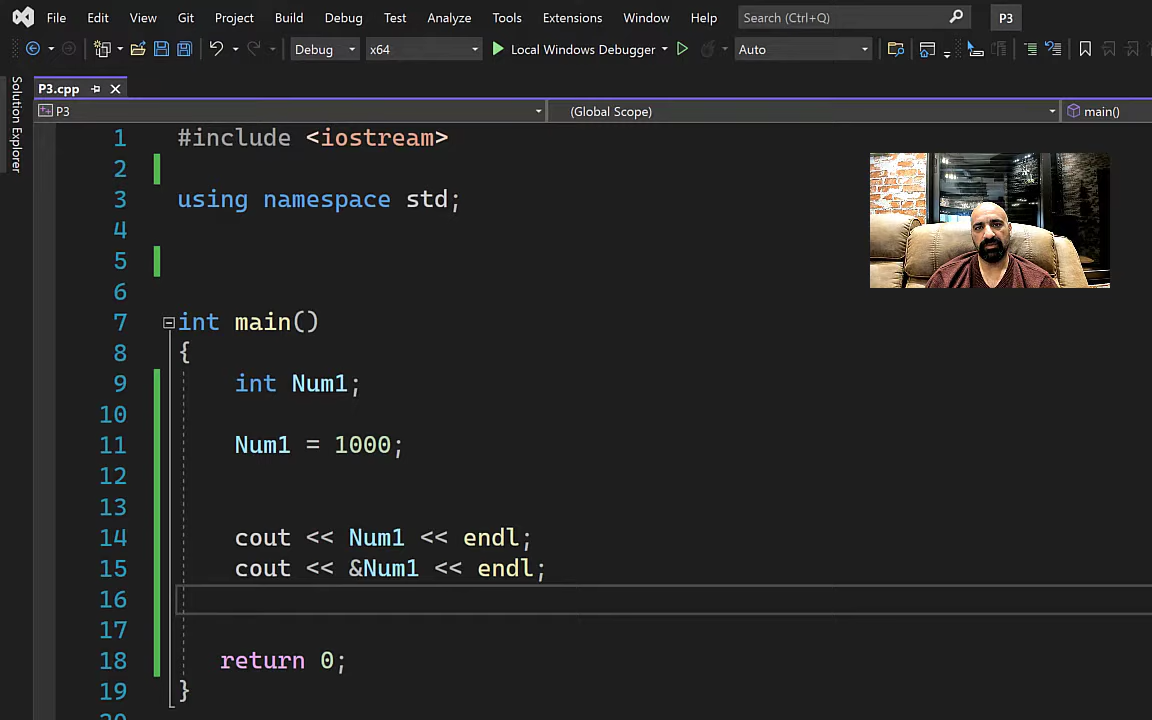 File Edit View Git Project Build Debug Test Analyze Tools Extensions Window Help Search (Ctrl+Q) P3
Debug x64 Local Windows Debugger Auto
Solution Explorer
P3.cpp
P3 (Global Scope) main()
1 #include <iostream>
2
3 using namespace std;
4
5
6
7 int main()
8 {
9 int Num1;
10
11 Num1 = 1000;
12
13
14 cout << Num1 << endl;
15 cout << &Num1 << endl;
16
17
18 return 0;
19 }
20